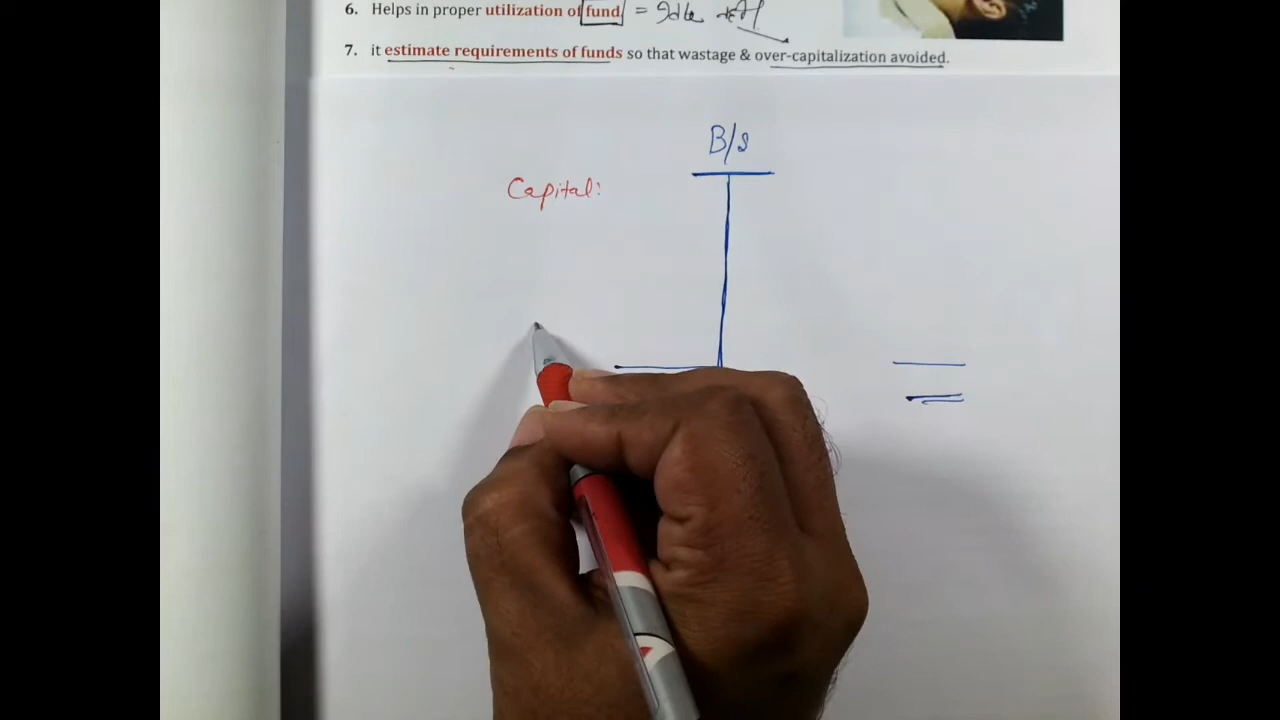 6. Helps in proper utilization of fund = Idle
7. it estimate requirements of funds so that wastage & over-capitalization avoided.
B/s
Capital: